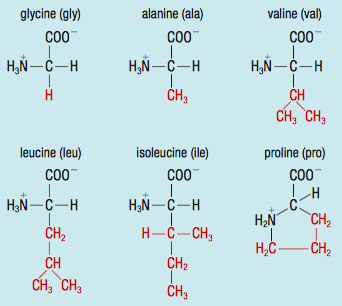 glycine (gly) alanine (ala) valine (val)
COO⁻ COO⁻ COO⁻
H₃N⁺—C—H H₃N⁺—C—H H₃N⁺—C—H
H CH₃ CH
CH₃ CH₃
leucine (leu) isoleucine (ile) proline (pro)
COO⁻ COO⁻ COO⁻
H
H₃N⁺—C—H H₃N⁺—C—H C
CH₂ H—C—CH₃ H₂N⁺ CH₂
CH CH₂ H₂C CH₂
CH₃ CH₃ CH₃